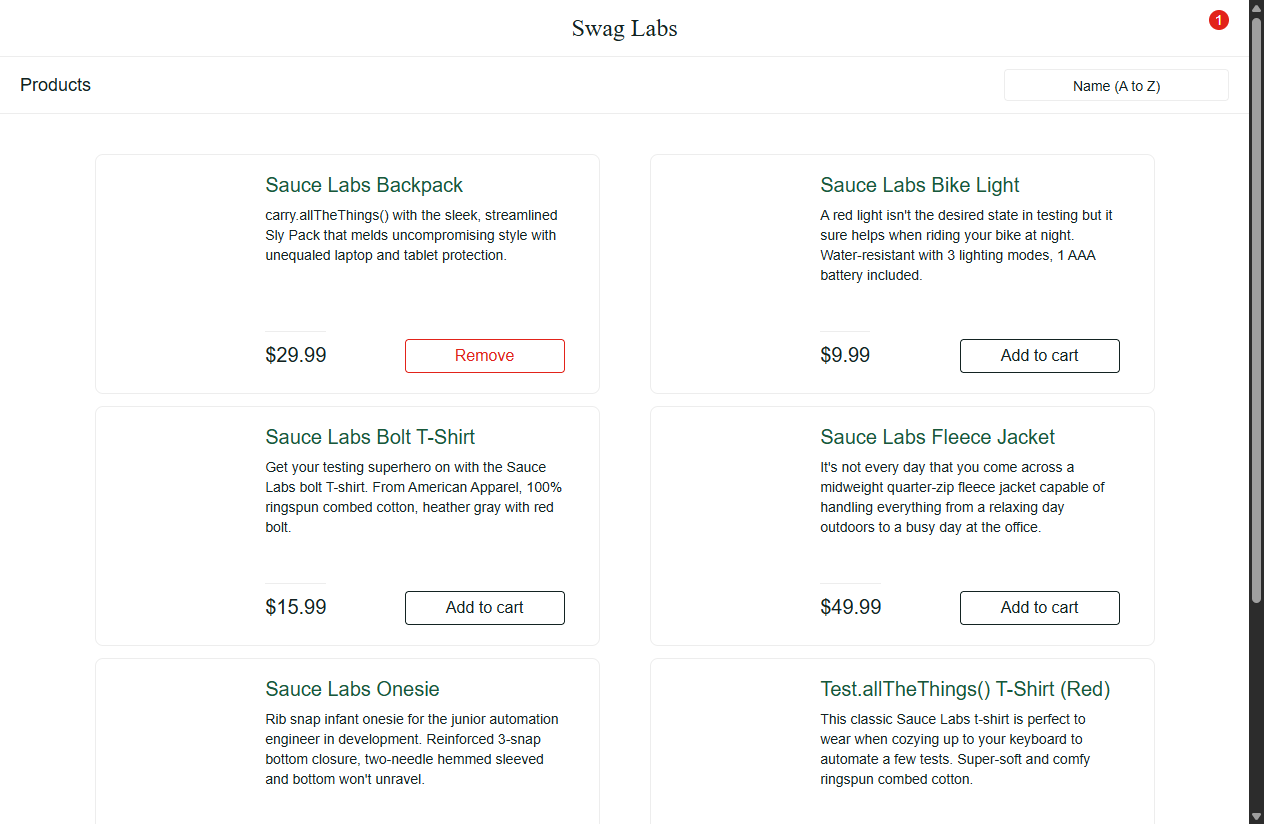 Swag Labs
1
Products
Name (A to Z)
Sauce Labs Backpack
carry.allTheThings() with the sleek, streamlined
Sly Pack that melds uncompromising style with
unequaled laptop and tablet protection.
$29.99
Remove
Sauce Labs Bike Light
A red light isn't the desired state in testing but it
sure helps when riding your bike at night.
Water-resistant with 3 lighting modes, 1 AAA
battery included.
$9.99
Add to cart
Sauce Labs Bolt T-Shirt
Get your testing superhero on with the Sauce
Labs bolt T-shirt. From American Apparel, 100%
ringspun combed cotton, heather gray with red
bolt.
$15.99
Add to cart
Sauce Labs Fleece Jacket
It's not every day that you come across a
midweight quarter-zip fleece jacket capable of
handling everything from a relaxing day
outdoors to a busy day at the office.
$49.99
Add to cart
Sauce Labs Onesie
Rib snap infant onesie for the junior automation
engineer in development. Reinforced 3-snap
bottom closure, two-needle hemmed sleeved
and bottom won't unravel.
Test.allTheThings() T-Shirt (Red)
This classic Sauce Labs t-shirt is perfect to
wear when cozying up to your keyboard to
automate a few tests. Super-soft and comfy
ringspun combed cotton.